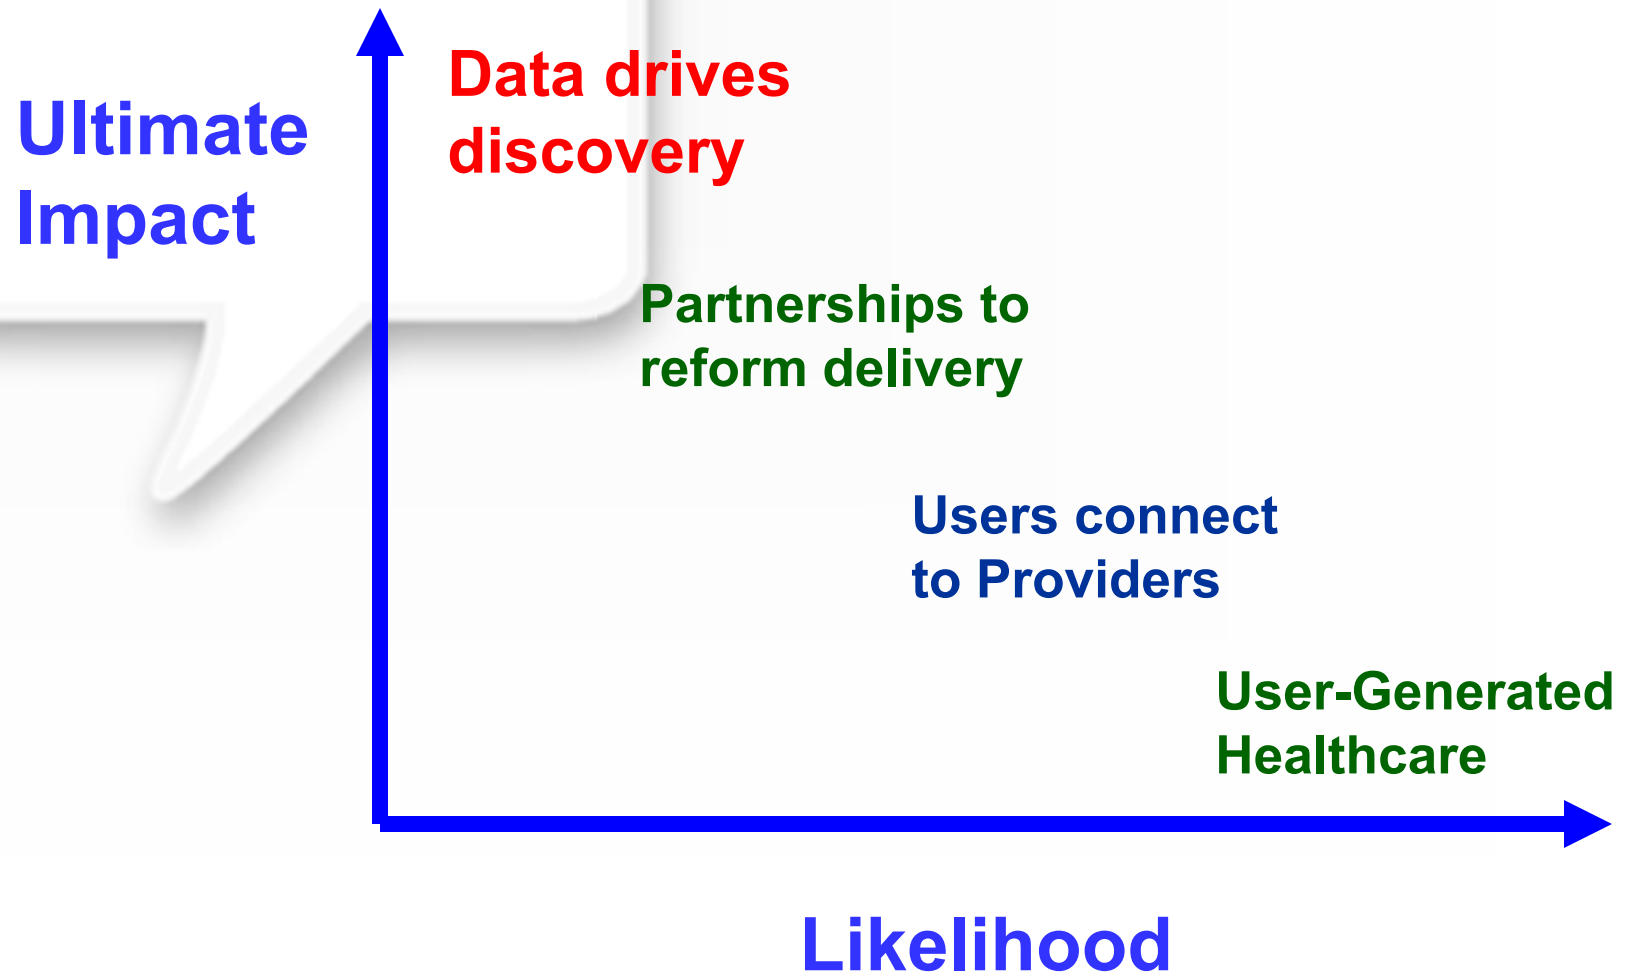 Ultimate
Impact
Data drives
discovery
Partnerships to
reform delivery
Users connect
to Providers
User-Generated
Healthcare
Likelihood